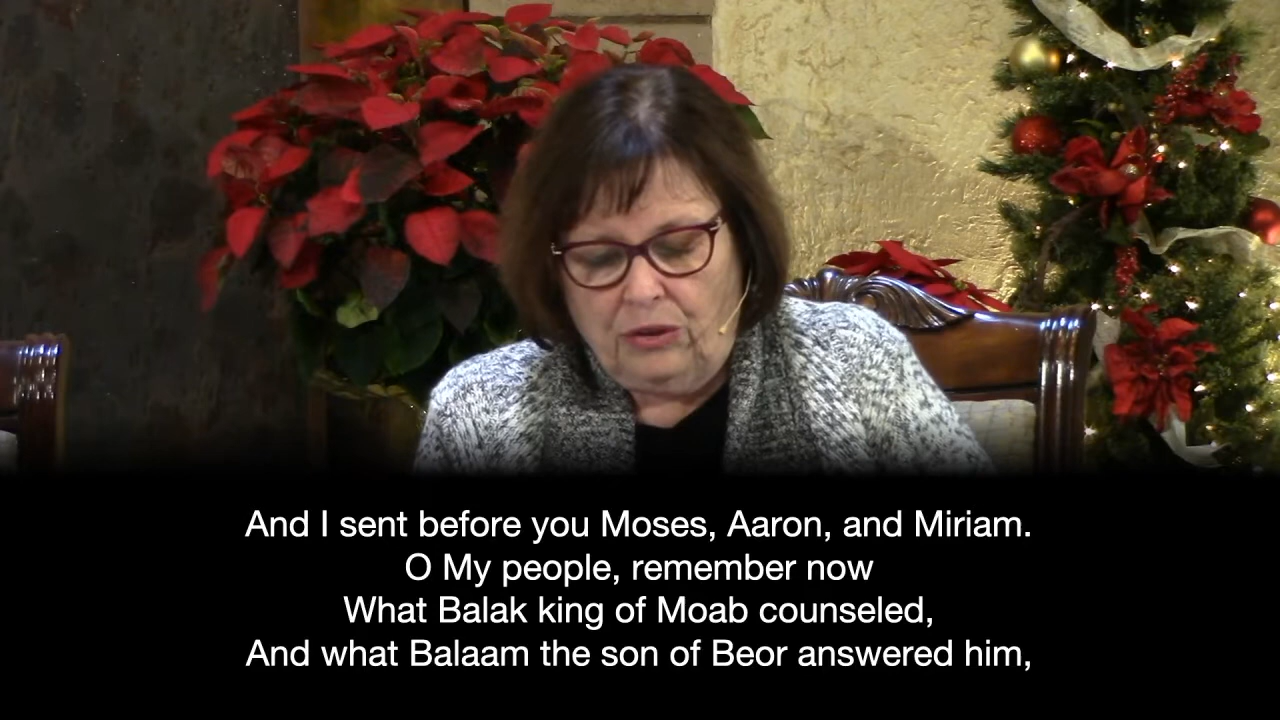 And I sent before you Moses, Aaron, and Miriam.
O My people, remember now
What Balak king of Moab counseled,
And what Balaam the son of Beor answered him,